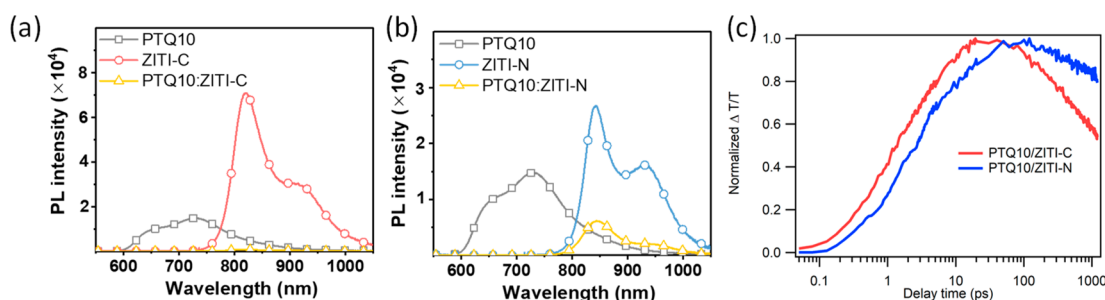 (a)
PL intensity (×10⁴)
8
6
4
2
PTQ10
ZITI-C
PTQ10:ZITI-C
600 700 800 900 1000
Wavelength (nm)
(b)
PL intensity (×10⁴)
3
2
1
PTQ10
ZITI-N
PTQ10:ZITI-N
600 700 800 900 1000
Wavelength (nm)
(c)
Normalized Δ T/T
1.0
0.8
0.6
0.4
0.2
0.0
PTQ10/ZITI-C
PTQ10/ZITI-N
0.1 1 10 100 1000
Delay time (ps)